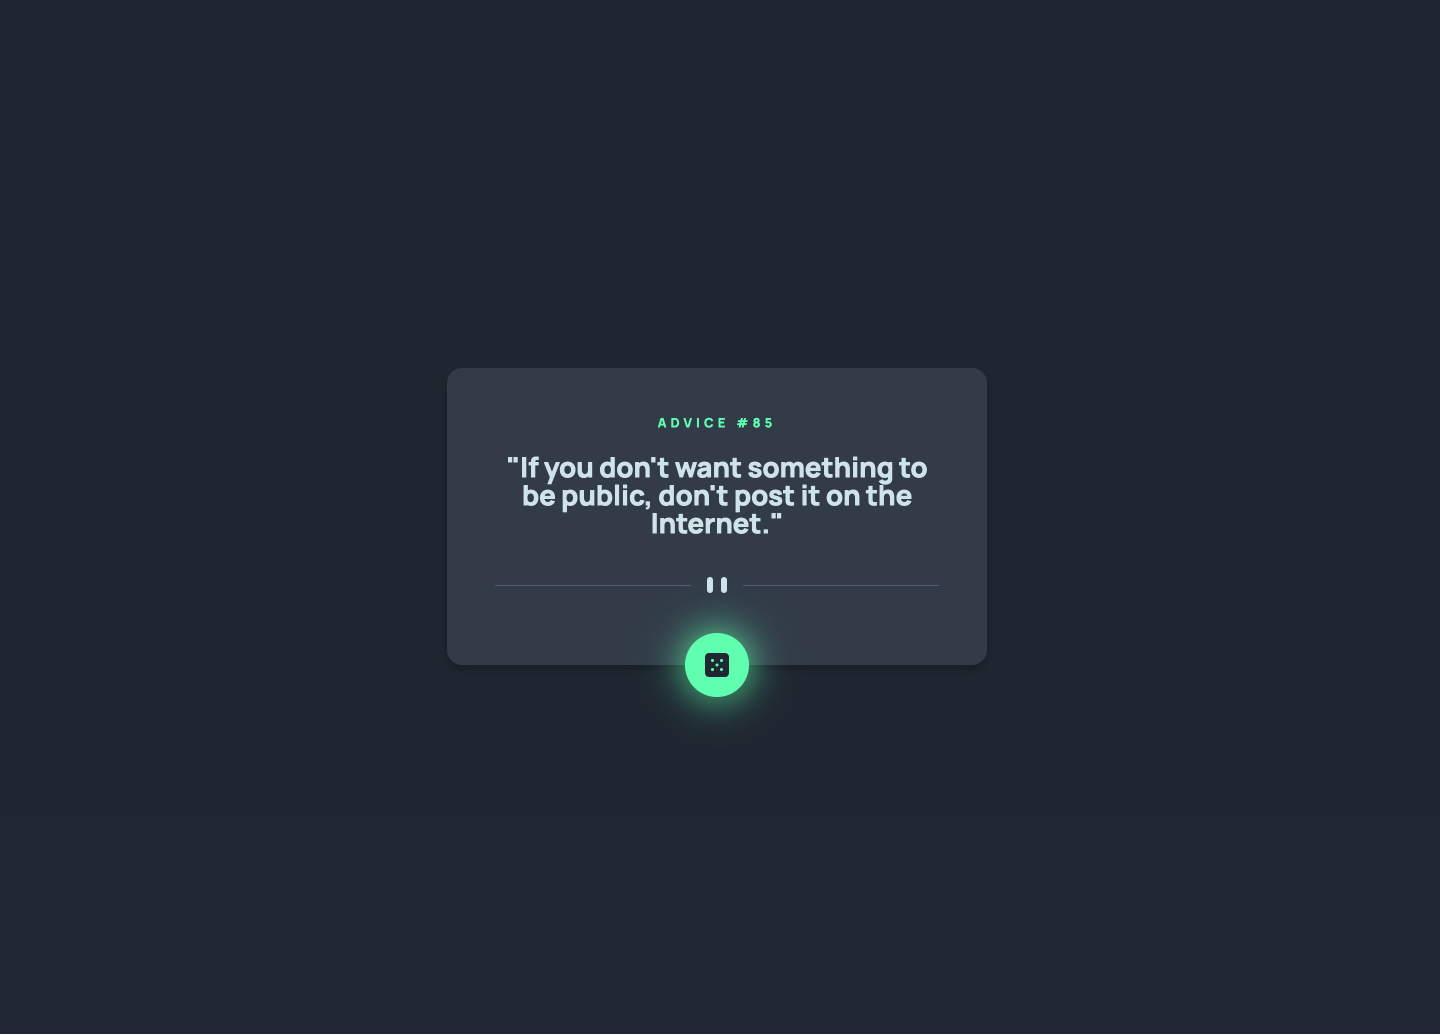 ADVICE #85
"If you don't want something to
be public, don't post it on the
Internet."